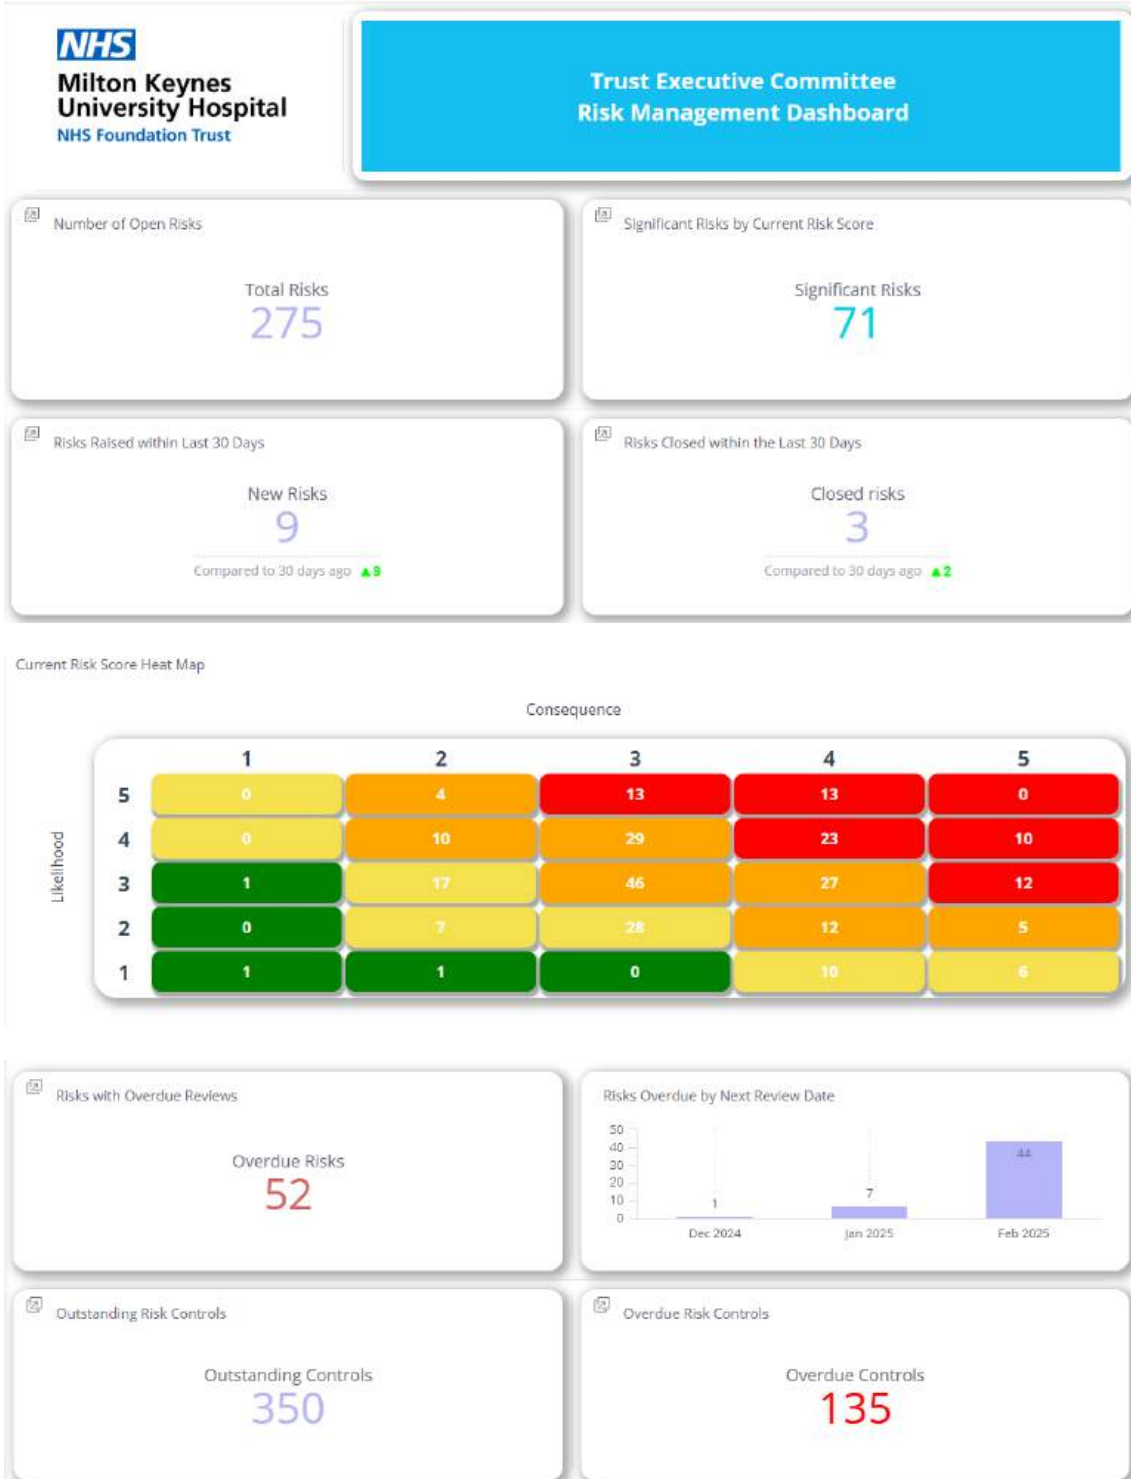 NHS
Milton Keynes
University Hospital
NHS Foundation Trust
Trust Executive Committee
Risk Management Dashboard
Number of Open Risks
Total Risks
275
Significant Risks by Current Risk Score
Significant Risks
71
Risks Raised within Last 30 Days
New Risks
9
Compared to 30 days ago ▲9
Risks Closed within the Last 30 Days
Closed risks
3
Compared to 30 days ago ▲2
Current Risk Score Heat Map
Consequence
1 2 3 4 5
Likelihood
5 0 4 13 13 0
4 0 10 29 23 10
3 1 17 46 27 12
2 0 7 28 12 5
1 1 1 0 10 6
Risks with Overdue Reviews
Overdue Risks
52
Risks Overdue by Next Review Date
50
40
30
20
10
0
1
7
44
Dec 2024 Jan 2025 Feb 2025
Outstanding Risk Controls
Outstanding Controls
350
Overdue Risk Controls
Overdue Controls
135